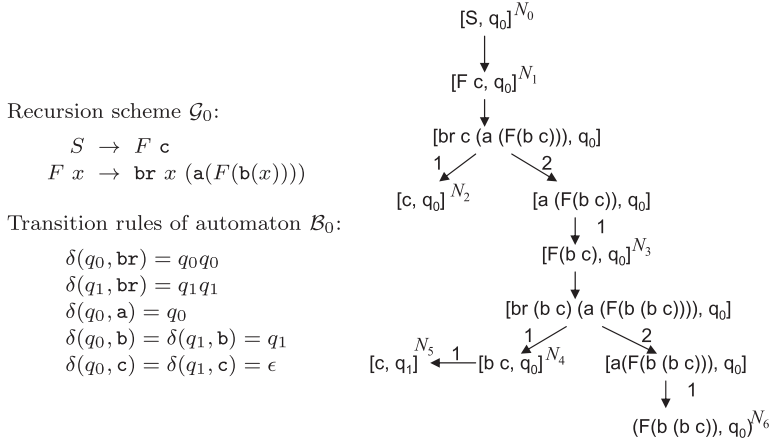 Recursion scheme 𝒢₀:
S → F c
F x → br x (a(F(b(x))))
Transition rules of automaton ℬ₀:
δ(q₀, br) = q₀q₀
δ(q₁, br) = q₁q₁
δ(q₀, a) = q₀
δ(q₀, b) = δ(q₁, b) = q₁
δ(q₀, c) = δ(q₁, c) = ϵ
[S, q₀]N₀
[F c, q₀]N₁
[br c (a (F(b c))), q₀]
1 2
[c, q₀] N₂ [a (F(b c)), q₀]
1
[F(b c), q₀]N₃
[br (b c) (a (F(b (b c)))), q₀]
1 2
[c, q₁]N₅ 1 [b c, q₀]N₄ [a(F(b (b c))), q₀]
1
(F(b (b c)), q₀)N₆